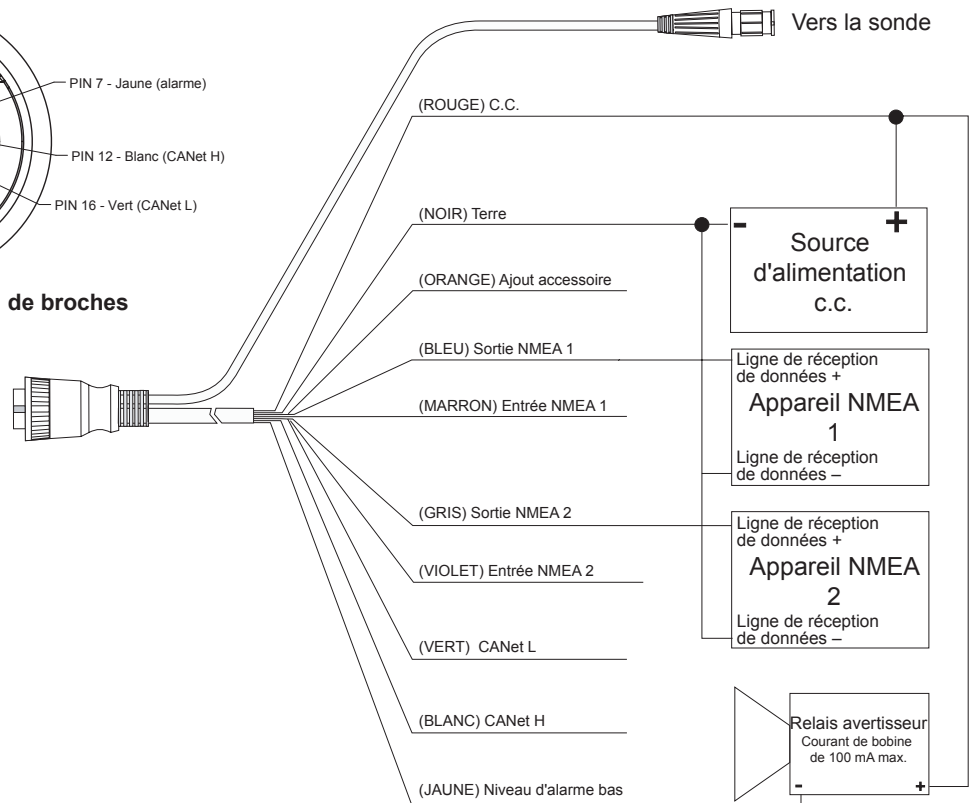 Vers la sonde
PIN 7 - Jaune (alarme)
(ROUGE) C.C.
PIN 12 - Blanc (CANet H)
PIN 16 - Vert (CANet L)
(NOIR) Terre
- +
Source
d'alimentation
c.c.
(ORANGE) Ajout accessoire
de broches
(BLEU) Sortie NMEA 1
Ligne de réception
de données +
Appareil NMEA
1
Ligne de réception
de données –
(MARRON) Entrée NMEA 1
(GRIS) Sortie NMEA 2
Ligne de réception
de données +
Appareil NMEA
2
Ligne de réception
de données –
(VIOLET) Entrée NMEA 2
(VERT) CANet L
(BLANC) CANet H
Relais avertisseur
Courant de bobine
de 100 mA max.
- +
(JAUNE) Niveau d'alarme bas